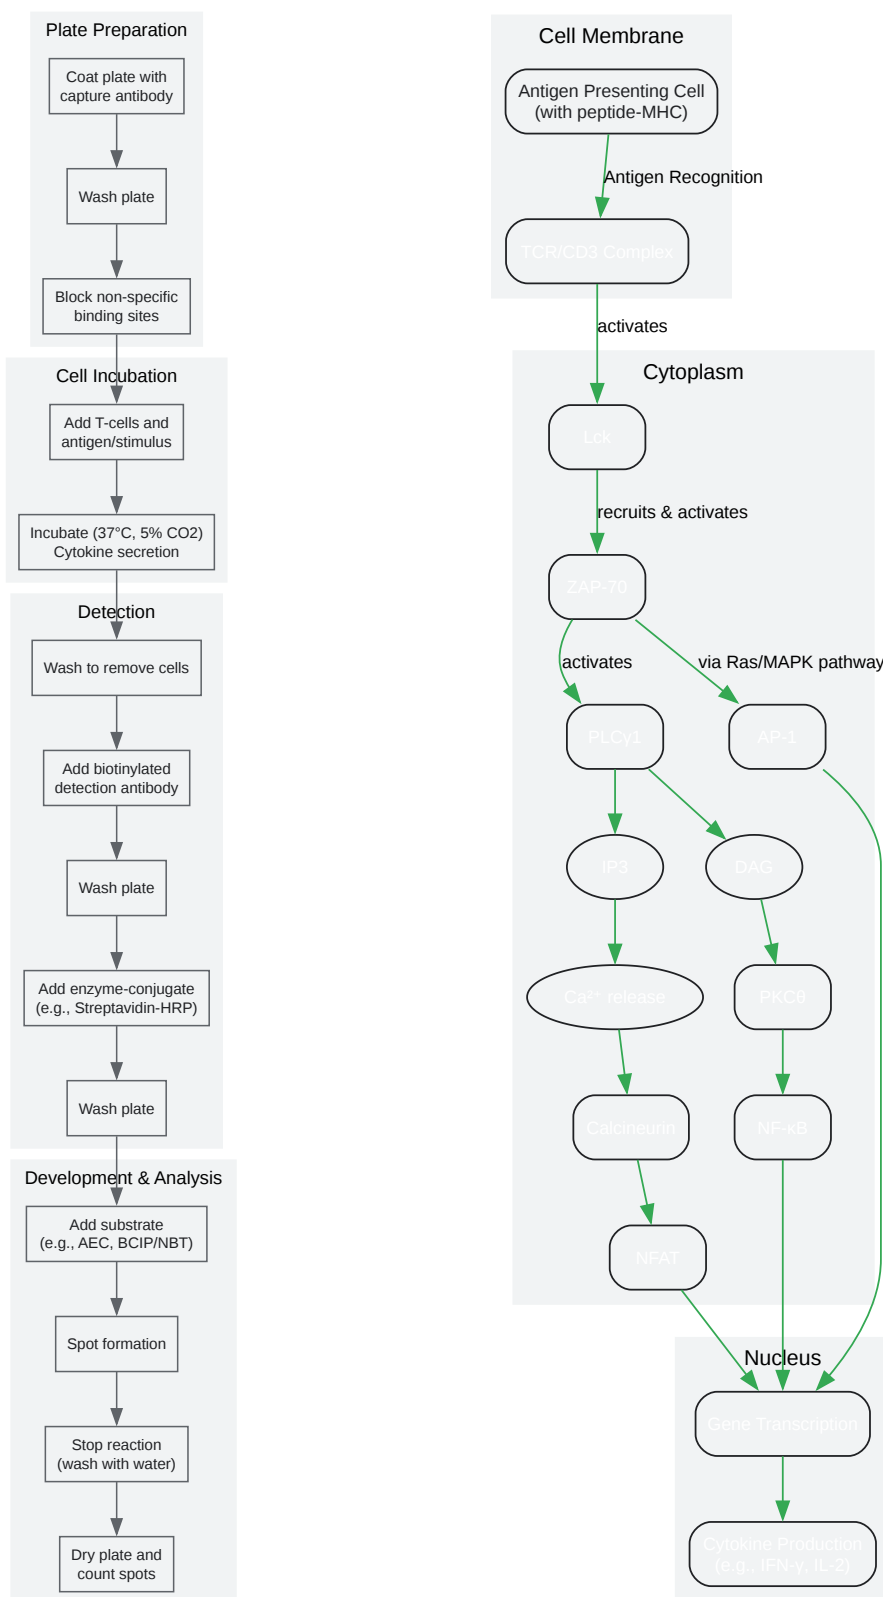 Plate Preparation
Coat plate with
capture antibody
Wash plate
Block non-specific
binding sites
Cell Incubation
Add T-cells and
antigen/stimulus
Incubate (37°C, 5% CO2)
Cytokine secretion
Detection
Wash to remove cells
Add biotinylated
detection antibody
Wash plate
Add enzyme-conjugate
(e.g., Streptavidin-HRP)
Wash plate
Development & Analysis
Add substrate
(e.g., AEC, BCIP/NBT)
Spot formation
Stop reaction
(wash with water)
Dry plate and
count spots
Cell Membrane
Antigen Presenting Cell
(with peptide-MHC)
Antigen Recognition
TCR/CD3 Complex
activates
Cytoplasm
Lck
recruits & activates
ZAP-70
activates
via Ras/MAPK pathway
PLCγ1
AP-1
IP3
DAG
Ca²⁺ release
PKCθ
Calcineurin
NF-κB
NFAT
Nucleus
Gene Transcription
Cytokine Production
(e.g., IFN-γ, IL-2)